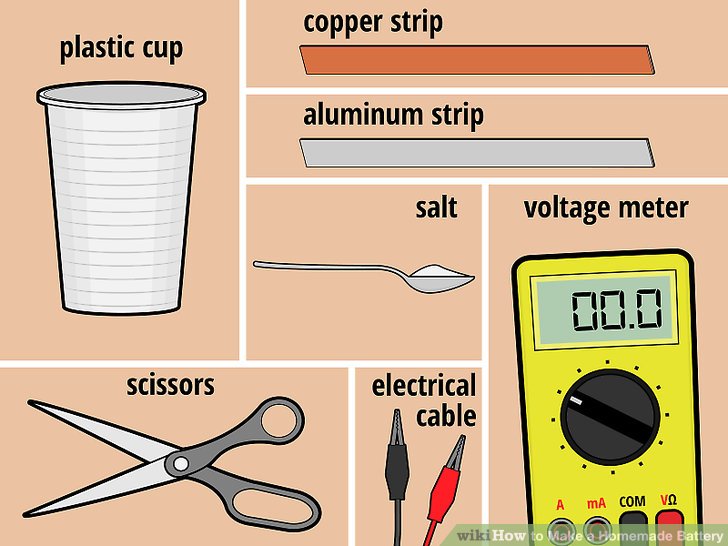 plastic cup
copper strip
aluminum strip
salt
voltage meter
00.0
scissors
electrical
cable
A mA COM VΩ
wikiHow to Make a Homemade Battery